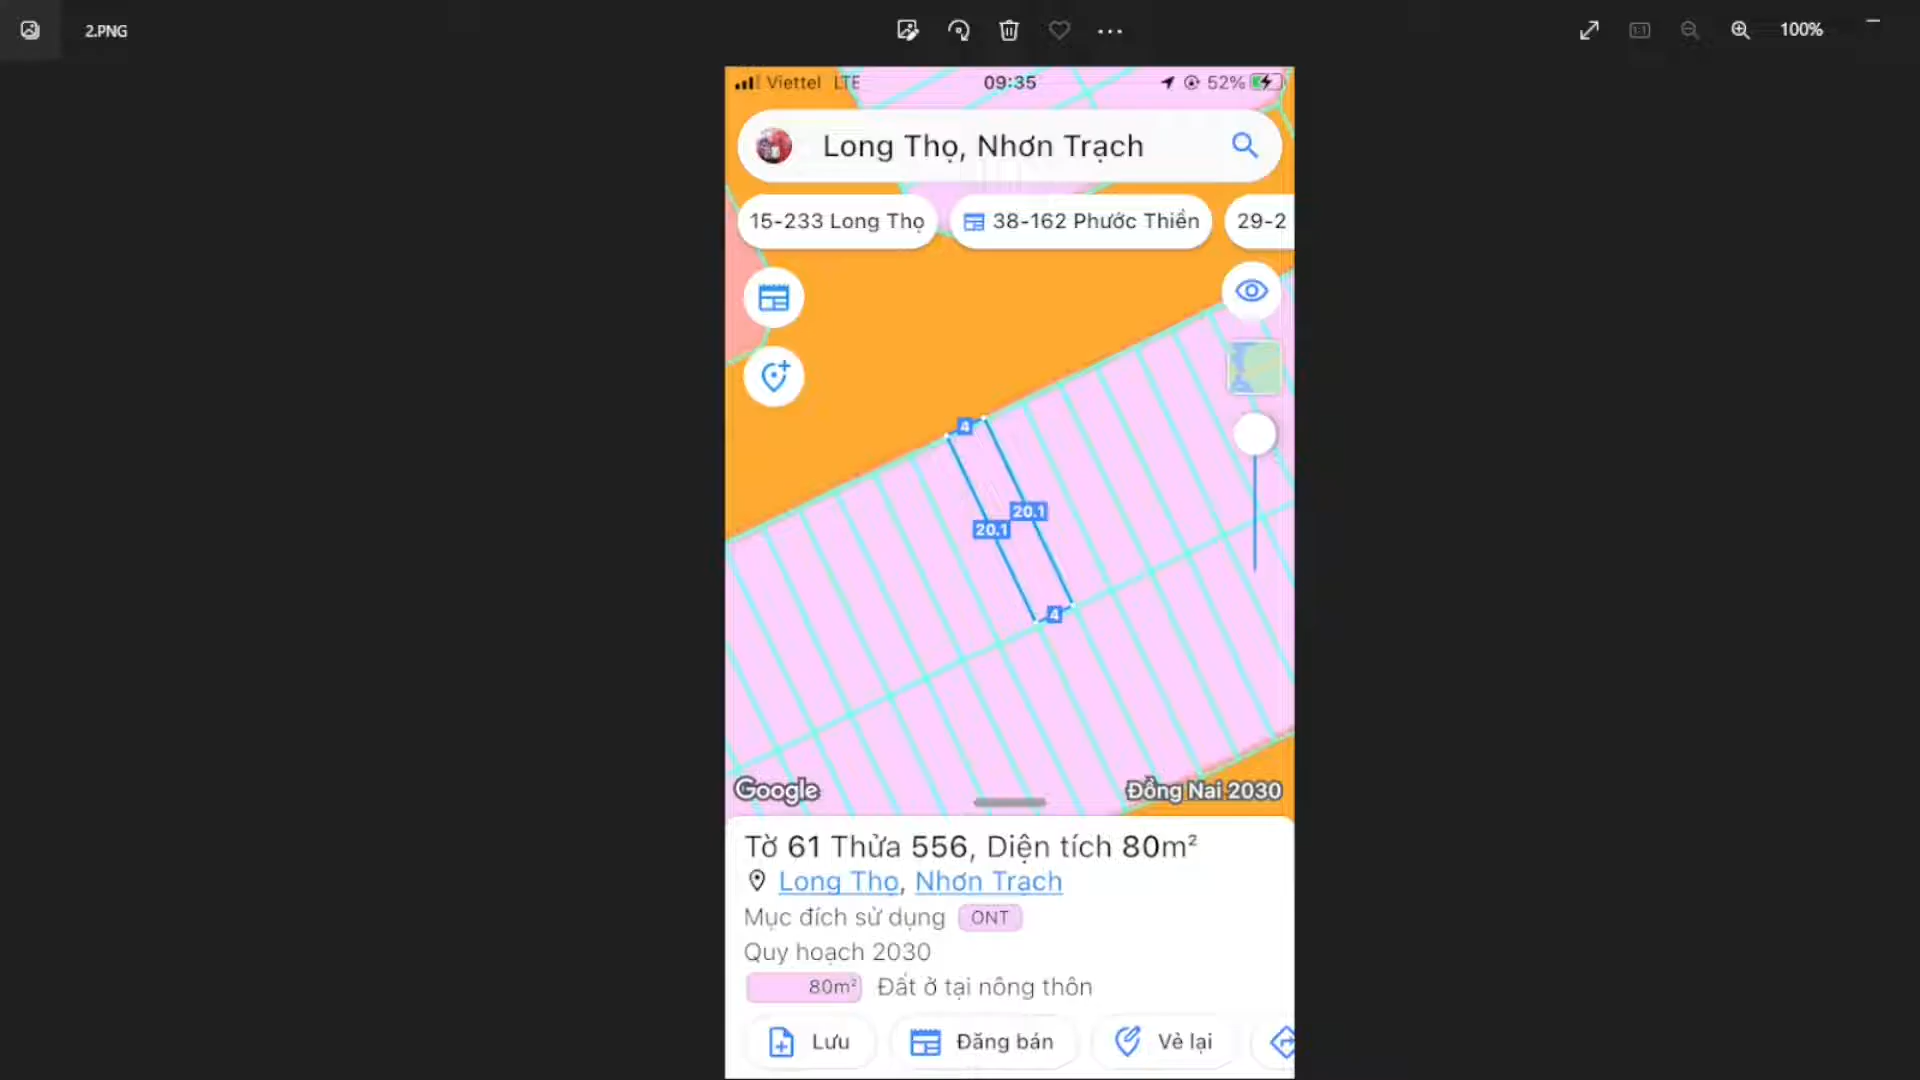 2.PNG
100%
Viettel LTE
09:35
52%
Long Thọ, Nhơn Trạch
15-233 Long Thọ
38-162 Phước Thiền
29-2
4
20.1
20.1
4
Google
Đồng Nai 2030
Tờ 61 Thửa 556, Diện tích 80m²
Long Thọ, Nhơn Trạch
Mục đích sử dụng ONT
Quy hoạch 2030
80m² Đất ở tại nông thôn
Lưu
Đăng bán
Vẽ lại